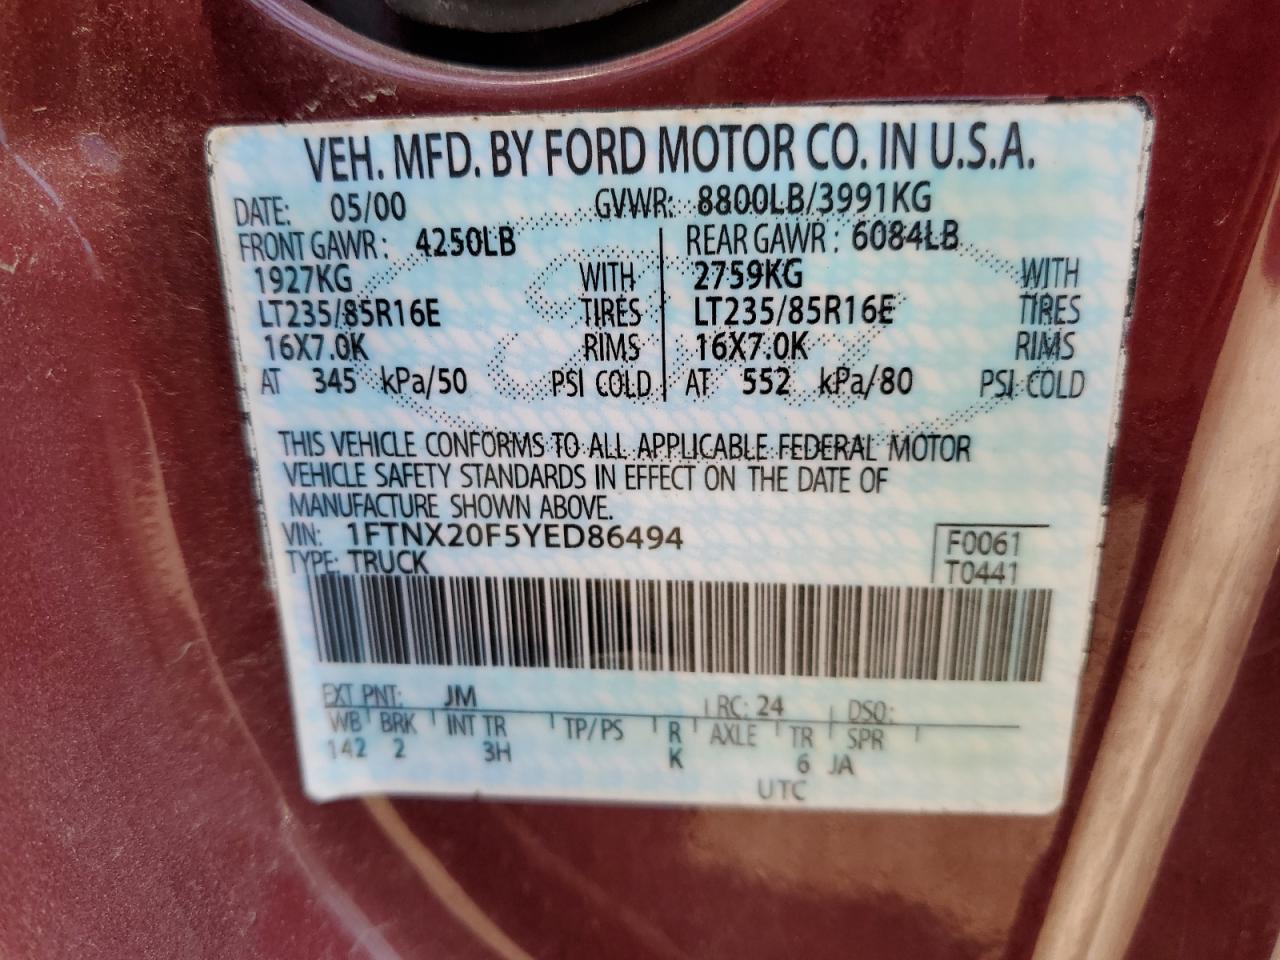 VEH. MFD. BY FORD MOTOR CO. IN U.S.A.
DATE: 05/00 GVWR: 8800LB/3991KG
FRONT GAWR: 4250LB REAR GAWR: 6084LB
1927KG WITH 2759KG WITH
LT235/85R16E TIRES LT235/85R16E TIRES
16X7.0K RIMS 16X7.0K RIMS
AT 345 kPa/50 PSI COLD AT 552 kPa/80 PSI COLD
THIS VEHICLE CONFORMS TO ALL APPLICABLE FEDERAL MOTOR
VEHICLE SAFETY STANDARDS IN EFFECT ON THE DATE OF
MANUFACTURE SHOWN ABOVE.
VIN: 1FTNX20F5YED86494 F0061
TYPE: TRUCK T0441
EXT PNT: JM RC: 24 DSO:
WB BRK INT TR TP/PS R AXLE TR SPR
142 2 3H K 6 JA
UTC